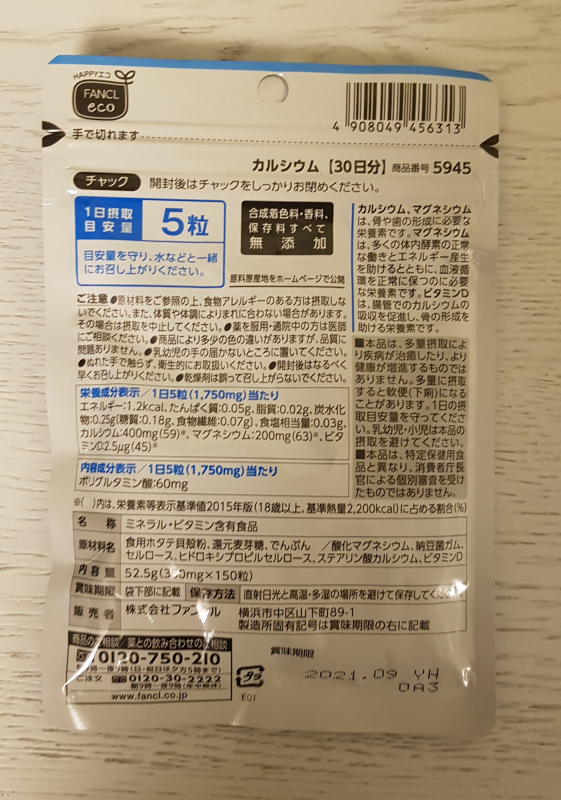 HAPPYエコ
FANCL
eco
4 908049 456313
手で切れます
カルシウム【30日分】 商品番号 5945
チャック 開封後はチャックをしっかりお閉めください。
1日摂取
目安量
5粒
目安量を守り、水などと一緒
にお召し上がりください。
合成着色料・香料、
保存料すべて
無添加
原料原産地をホームページで公開
カルシウム、マグネシウム
は、骨や歯の形成に必要な
栄養素です。マグネシウム
は、多くの体内酵素の正常
な働きとエネルギー産生
を助けるとともに、血液循
環を正常に保つのに必要
な栄養素です。ビタミンD
は、腸管でのカルシウムの
吸収を促進し、骨の形成を
助ける栄養素です。
ご注意 ●原材料をご参照の上、食物アレルギーのある方は摂取しな
いでください。また、体質や体調によりまれに合わない場合があります。
その場合は摂取を中止してください。●薬を服用・通院中の方は医師
にご相談ください。●商品により多少の色の違いがありますが、品質に
問題ありません。●乳幼児の手の届かないところに置いてください。
●ぬれた手で触らず、衛生的にお取扱いください。●開封後はなるべく
早くお召し上がりください。●乾燥剤は誤って召し上がらないでください。
■本品は、多量摂取によ
り疾病が治癒したり、より
健康が増進するものでは
ありません。多量に摂取
すると軟便(下痢)になる
ことがあります。1日の摂
取目安量を守ってくださ
い。乳幼児・小児は本品の
摂取を避けてください。
■本品は、特定保健用食
品と異なり、消費者庁長
官による個別審査を受け
たものではありません。
栄養成分表示/1日5粒(1,750mg)当たり
エネルギー:1.2kcal、たんぱく質:0.05g、脂質:0.02g、炭水化
物:0.25g(糖質:0.18g、食物繊維:0.07g)、食塩相当量:0.03g、
カルシウム:400mg(59)※、マグネシウム:200mg(63)※、ビタ
ミンD:2.5μg(45)※
内容成分表示/1日5粒(1,750mg)当たり
ポリグルタミン酸:60mg
※( )内は、栄養素等表示基準値2015年版(18歳以上、基準熱量2,200kcal)に占める割合(%)
名称 ミネラル・ビタミン含有食品
原材料名 食用ホタテ貝殻粉、還元麦芽糖、でんぷん/酸化マグネシウム、納豆菌ガム、
セルロース、ヒドロキシプロピルセルロース、ステアリン酸カルシウム、ビタミンD
内容量 52.5g(350mg×150粒)
賞味期限 袋下部に記載 保存方法 直射日光と高温・多湿の場所を避けて保存してください
販売者 株式会社ファンケル 横浜市中区山下町89-1
製造所固有記号は賞味期限の右に記載
商品のご相談/薬との飲み合わせのご相談
0120-750-210
ご注文 0120-30-2222
www.fancl.co.jp
プラ
E01
賞味期限
2021.09 YH
0A3